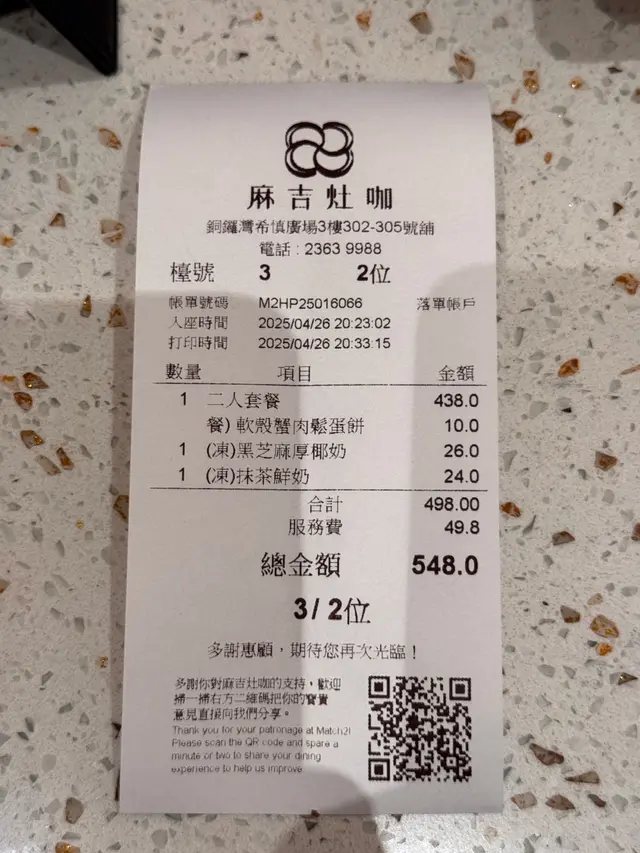 麻吉灶咖
銅鑼灣希慎廣場3樓302-305號舖
電話 : 2363 9988
檯號 3 2位
帳單號碼 M2HP25016066 落單帳戶
入座時間 2025/04/26 20:23:02
打印時間 2025/04/26 20:33:15
數量 項目 金額
1 二人套餐 438.0
餐) 軟殼蟹肉鬆蛋餅 10.0
1 (凍)黑芝麻厚椰奶 26.0
1 (凍)抹茶鮮奶 24.0
合計 498.00
服務費 49.8
總金額 548.0
3 / 2位
多謝惠顧，期待您再次光臨！
多謝你對麻吉灶咖的支持，歡迎
掃一掃右方二維碼把你的寶貴
意見直接向我們分享。
Thank you for your patronage at Match2!
Please scan the QR code and spare a
minute or two to share your dining
experience to help us improve.